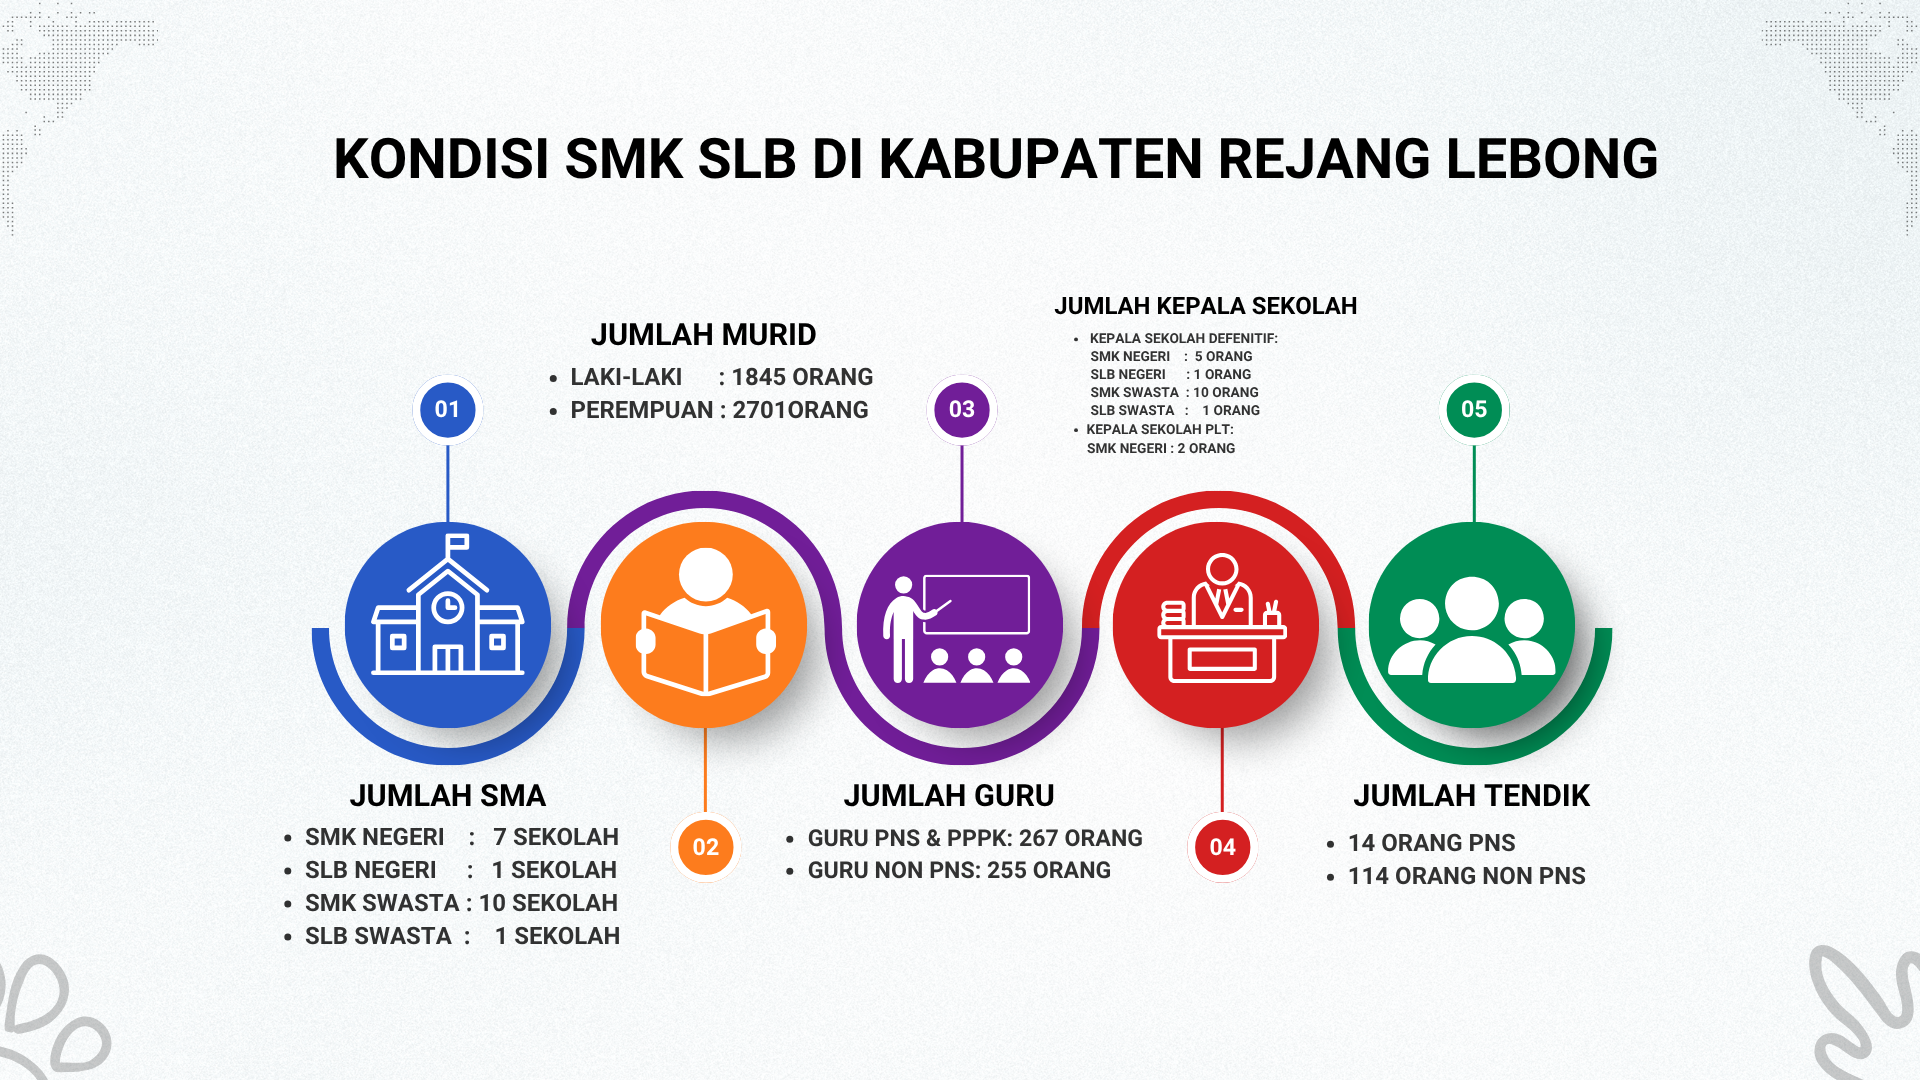 KONDISI SMK SLB DI KABUPATEN REJANG LEBONG
01
JUMLAH SMA
SMK NEGERI : 7 SEKOLAH
SLB NEGERI : 1 SEKOLAH
SMK SWASTA : 10 SEKOLAH
SLB SWASTA : 1 SEKOLAH
JUMLAH MURID
LAKI-LAKI : 1845 ORANG
PEREMPUAN : 2701ORANG
02
03
JUMLAH GURU
GURU PNS & PPPK: 267 ORANG
GURU NON PNS: 255 ORANG
JUMLAH KEPALA SEKOLAH
KEPALA SEKOLAH DEFENITIF:
SMK NEGERI : 5 ORANG
SLB NEGERI : 1 ORANG
SMK SWASTA : 10 ORANG
SLB SWASTA : 1 ORANG
KEPALA SEKOLAH PLT:
SMK NEGERI : 2 ORANG
04
05
JUMLAH TENDIK
14 ORANG PNS
114 ORANG NON PNS